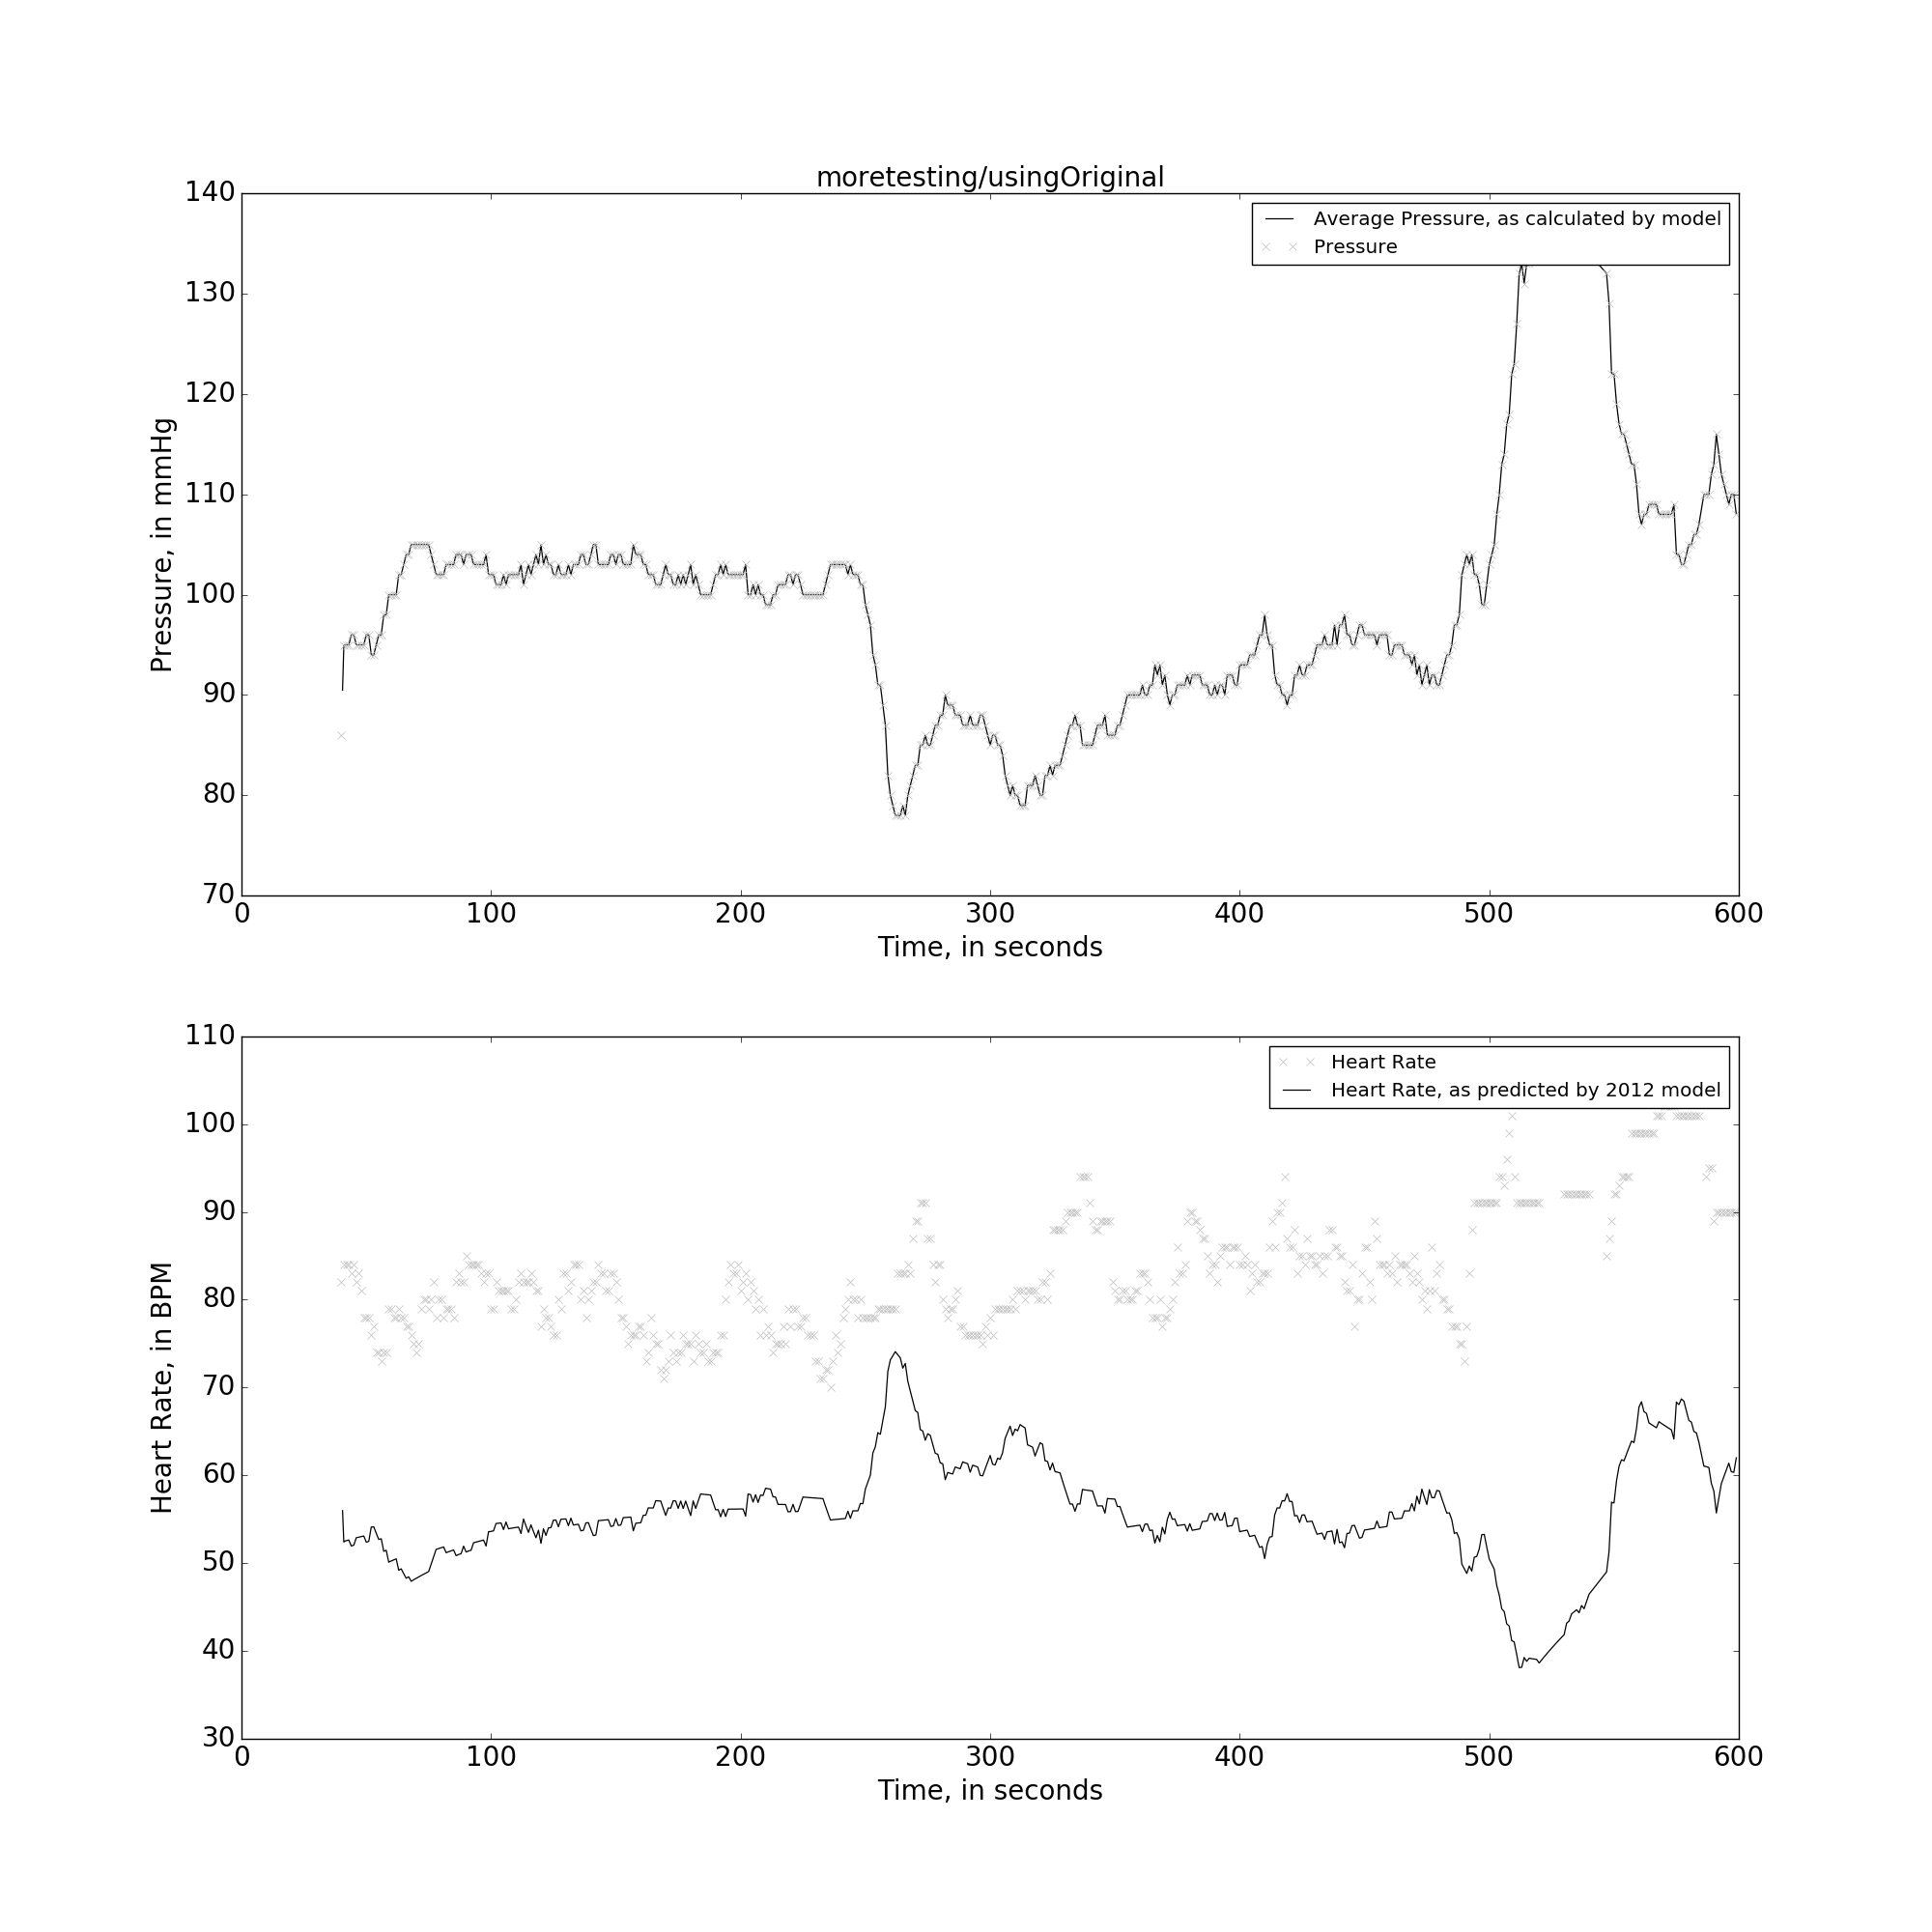 moretesting/usingOriginal
140
130
120
110
100
90
80
70
Pressure, in mmHg
Average Pressure, as calculated by model
Pressure
0 100 200 300 400 500 600
Time, in seconds
110
100
90
80
70
60
50
40
30
Heart Rate, in BPM
Heart Rate
Heart Rate, as predicted by 2012 model
0 100 200 300 400 500 600
Time, in seconds